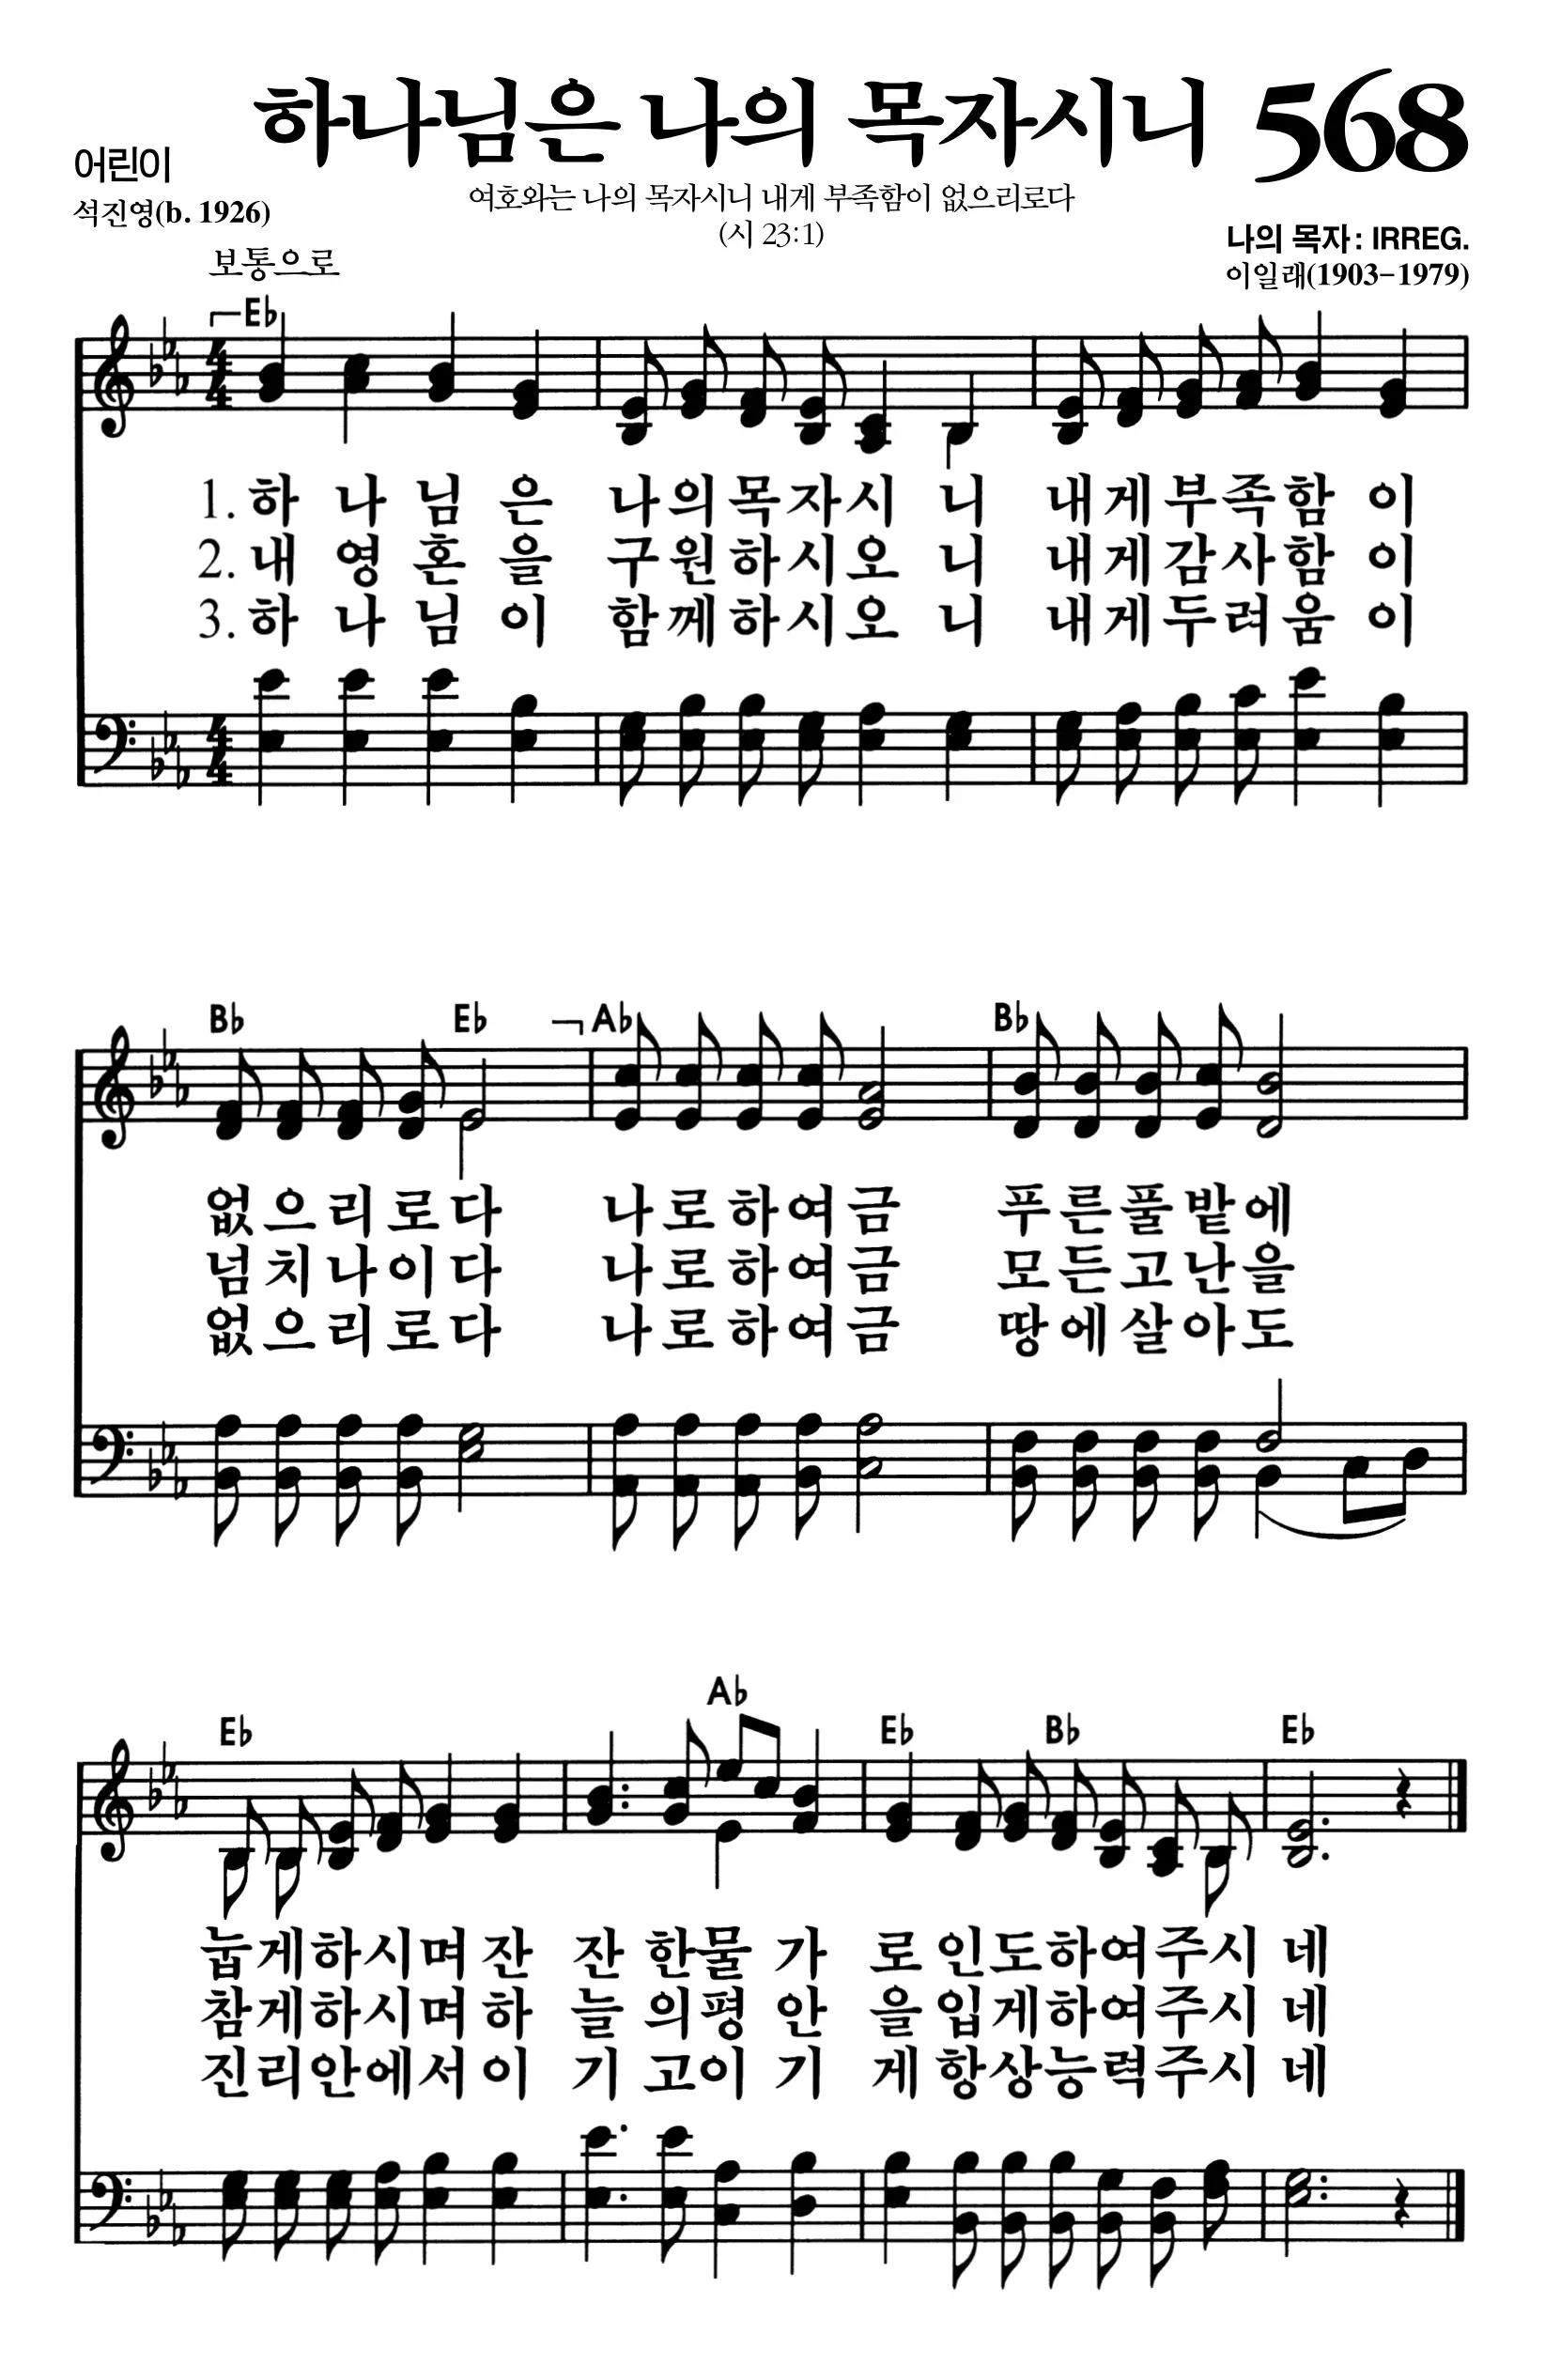 하나님은 나의 목자시니 568
어린이
석진영(b. 1926)
여호와는 나의 목자시니 내게 부족함이 없으리로다
(시 23:1)
나의 목자: IRREG.
이일래(1903-1979)
보통으로
E♭
1. 하 나 님 은 나의목자시 니 내게부족함 이
2. 내 영 혼 을 구원하시오 니 내게감사함 이
3. 하 나 님 이 함께하시오 니 내게두려움 이
B♭ E♭ A♭ B♭
없으리로다 나로하여금 푸른풀밭에
넘치나이다 나로하여금 모든고난을
없으리로다 나로하여금 땅에살아도
E♭ A♭ E♭ B♭ E♭
눕게하시며잔 잔 한물 가 로 인도하여주시 네
참게하시며하 늘 의평 안 을 입게하여주시 네
진리안에서이 기 고이 기 게 항상능력주시 네